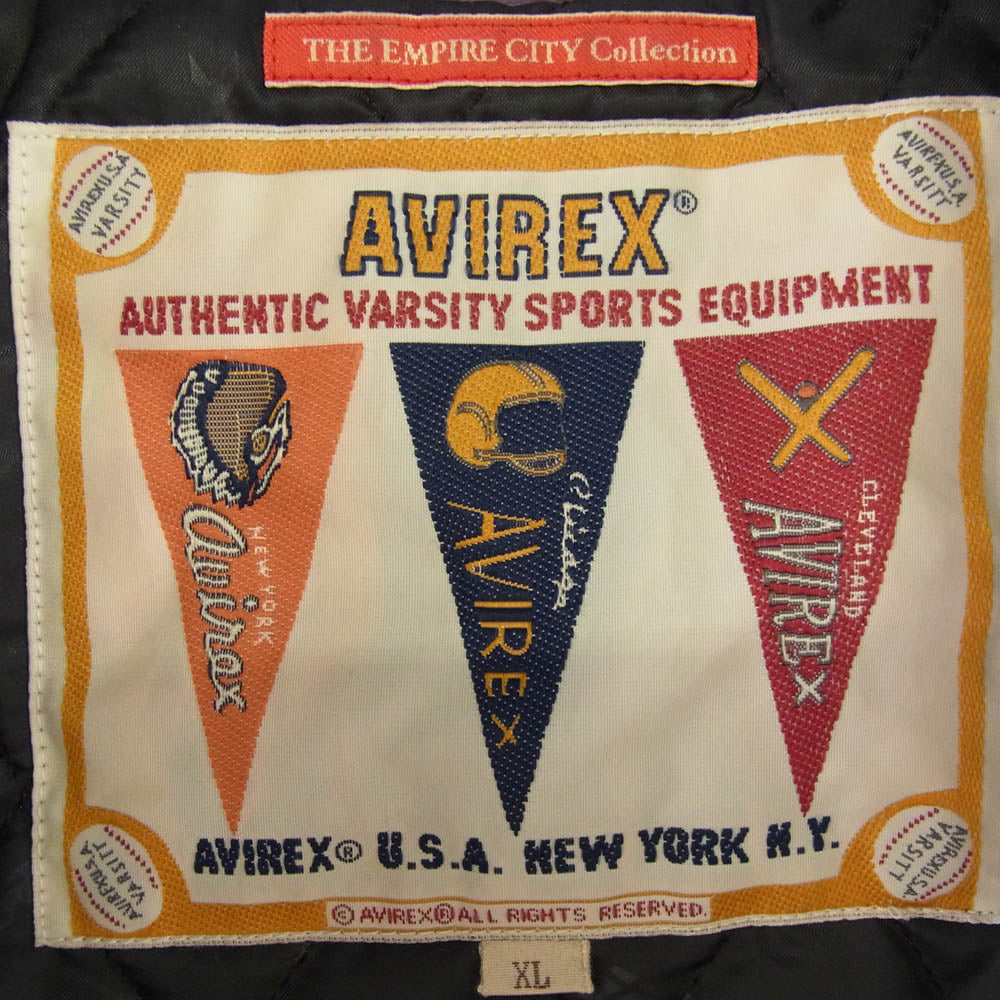 THE EMPIRE CITY Collection
AVIREX U.S.A.
VARSITY
AVIREX U.S.A.
VARSITY
AVIREX®
AUTHENTIC VARSITY SPORTS EQUIPMENT
NEW YORK
Avirex
Chicago
AVIREX
CLEVELAND
AVIREX
AVIREX® U.S.A. NEW YORK N.Y.
AVIREX U.S.A.
VARSITY
AVIREX U.S.A.
VARSITY
© AVIREX® ALL RIGHTS RESERVED.
XL